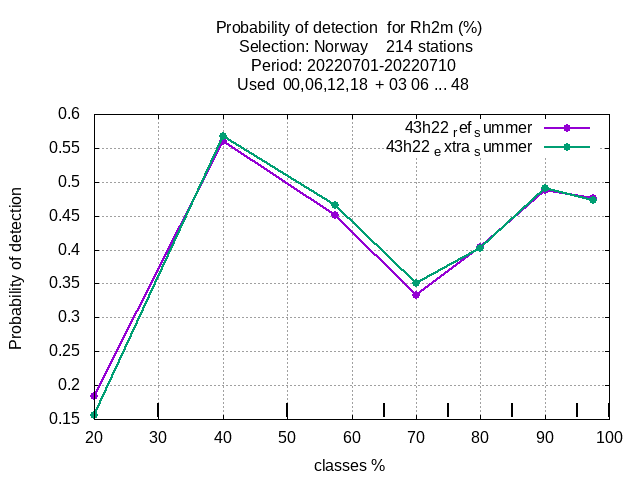 Probability of detection  for Rh2m (%)
Selection: Norway    214 stations
Period: 20220701-20220710
Used  00,06,12,18  + 03 06 ... 48
43h22 ref summer
43h22 extra summer
0.6
0.55
0.5
0.45
0.4
0.35
0.3
0.25
0.2
0.15
Probability of detection
20 30 40 50 60 70 80 90 100
classes %